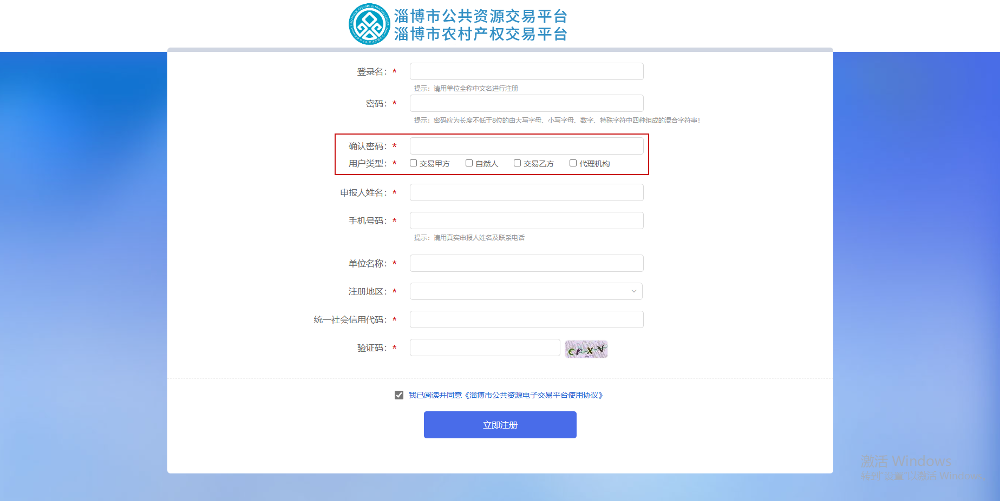 淄博市公共资源交易平台
淄博市农村产权交易平台
登录名：*
提示：请用单位全称中文名进行注册
密码：*
提示：密码应为长度不低于8位的由大写字母、小写字母、数字、特殊字符中四种组成的混合字符串！
确认密码：*
用户类型：* 交易甲方 自然人 交易乙方 代理机构
申报人姓名：*
手机号码：*
提示：请用真实申报人姓名及联系电话
单位名称：*
注册地区：*
统一社会信用代码：*
验证码：* crxv
我已阅读并同意《淄博市公共资源电子交易平台使用协议》
立即注册
激活 Windows
转到"设置"以激活 Windows。